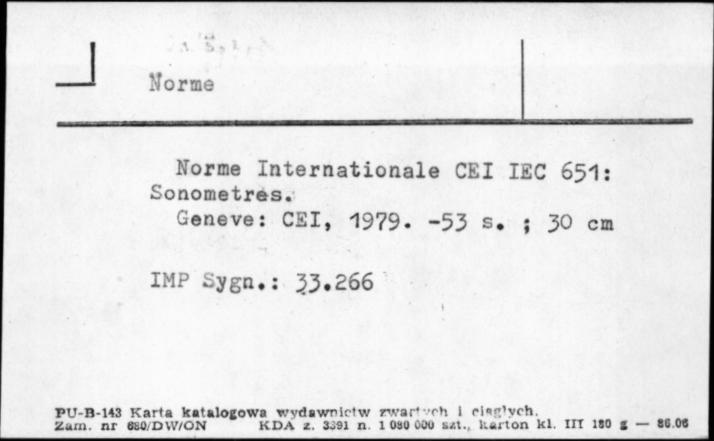 Norme
Norme Internationale CEI IEC 651:
Sonometres.
Geneve: CEI, 1979. -53 s. ; 30 cm
IMP Sygn.: 33.266
PU-B-143 Karta katalogowa wydawnictw zwartych i ciągłych.
Zam. nr 680/DW/ON KDA z. 3391 n. 1 080 000 szt., karton kl. III 180 g — 86.06